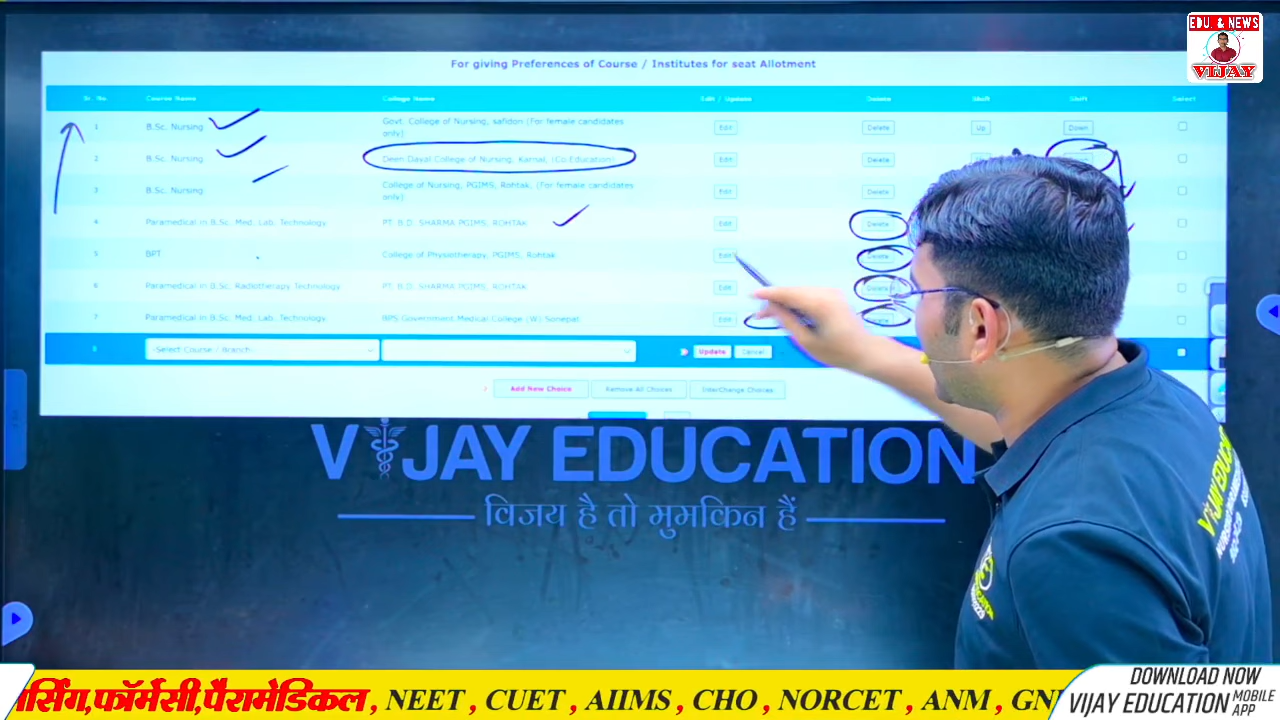 EDU. & NEWS
VIJAY
For giving Preferences of Course / Institutes for seat Allotment
Sr. No. Course Name College Name Edit / Update Delete Shift Shift Select
1 B.Sc. Nursing Govt. College of Nursing, safidon (For female candidates only) Edit Delete Up Down
2 B.Sc. Nursing Deen Dayal College of Nursing, Karnal, (Co.Education) Edit Delete
3 B.Sc. Nursing College of Nursing, PGIMS, Rohtak, (For female candidates only) Edit Delete
4 Paramedical in B.Sc. Med. Lab. Technology PT. B.D. SHARMA PGIMS, ROHTAK Edit Delete
5 BPT College of Physiotherapy, PGIMS, Rohtak Edit Delete
6 Paramedical in B.Sc. Radiotherapy Technology PT. B.D. SHARMA PGIMS, ROHTAK Edit Delete
7 Paramedical in B.Sc. Med. Lab. Technology BPS Government Medical College (W) Sonepat Edit Delete
8 -Select Course / Branch- Update Cancel
Add New Choice Remove All Choices InterChange Choices
VIJAY EDUCATION
विजय है तो मुमकिन हैं
र्सिंग,फॉर्मेसी,पैरामेडिकल, NEET, CUET, AIIMS, CHO, NORCET, ANM, GN
DOWNLOAD NOW
VIJAY EDUCATION MOBILE APP